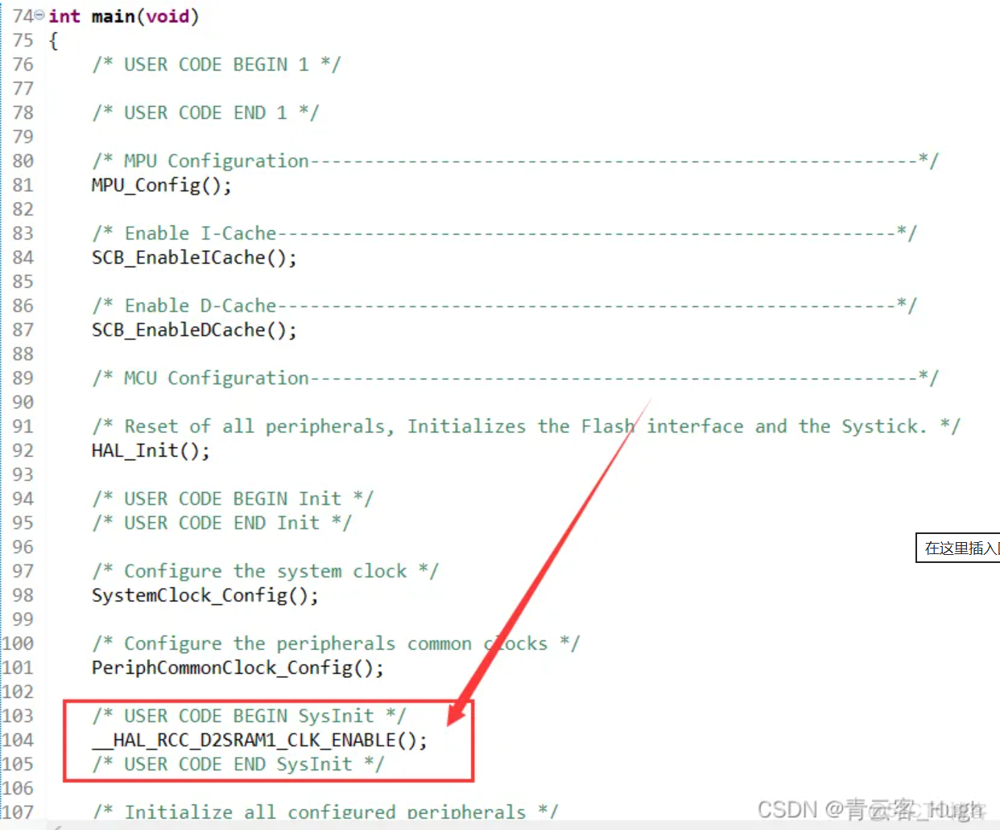 74 int main(void)
75 {
76 /* USER CODE BEGIN 1 */
77
78 /* USER CODE END 1 */
79
80 /* MPU Configuration--------------------------------------------------------*/
81 MPU_Config();
82
83 /* Enable I-Cache---------------------------------------------------------*/
84 SCB_EnableICache();
85
86 /* Enable D-Cache---------------------------------------------------------*/
87 SCB_EnableDCache();
88
89 /* MCU Configuration--------------------------------------------------------*/
90
91 /* Reset of all peripherals, Initializes the Flash interface and the Systick. */
92 HAL_Init();
93
94 /* USER CODE BEGIN Init */
95 /* USER CODE END Init */
96
97 /* Configure the system clock */
98 SystemClock_Config();
99
100 /* Configure the peripherals common clocks */
101 PeriphCommonClock_Config();
102
103 /* USER CODE BEGIN SysInit */
104 __HAL_RCC_D2SRAM1_CLK_ENABLE();
105 /* USER CODE END SysInit */
106
107 /* Initialize all configured peripherals */
在这里插入
CSDN @青云客_Hugh